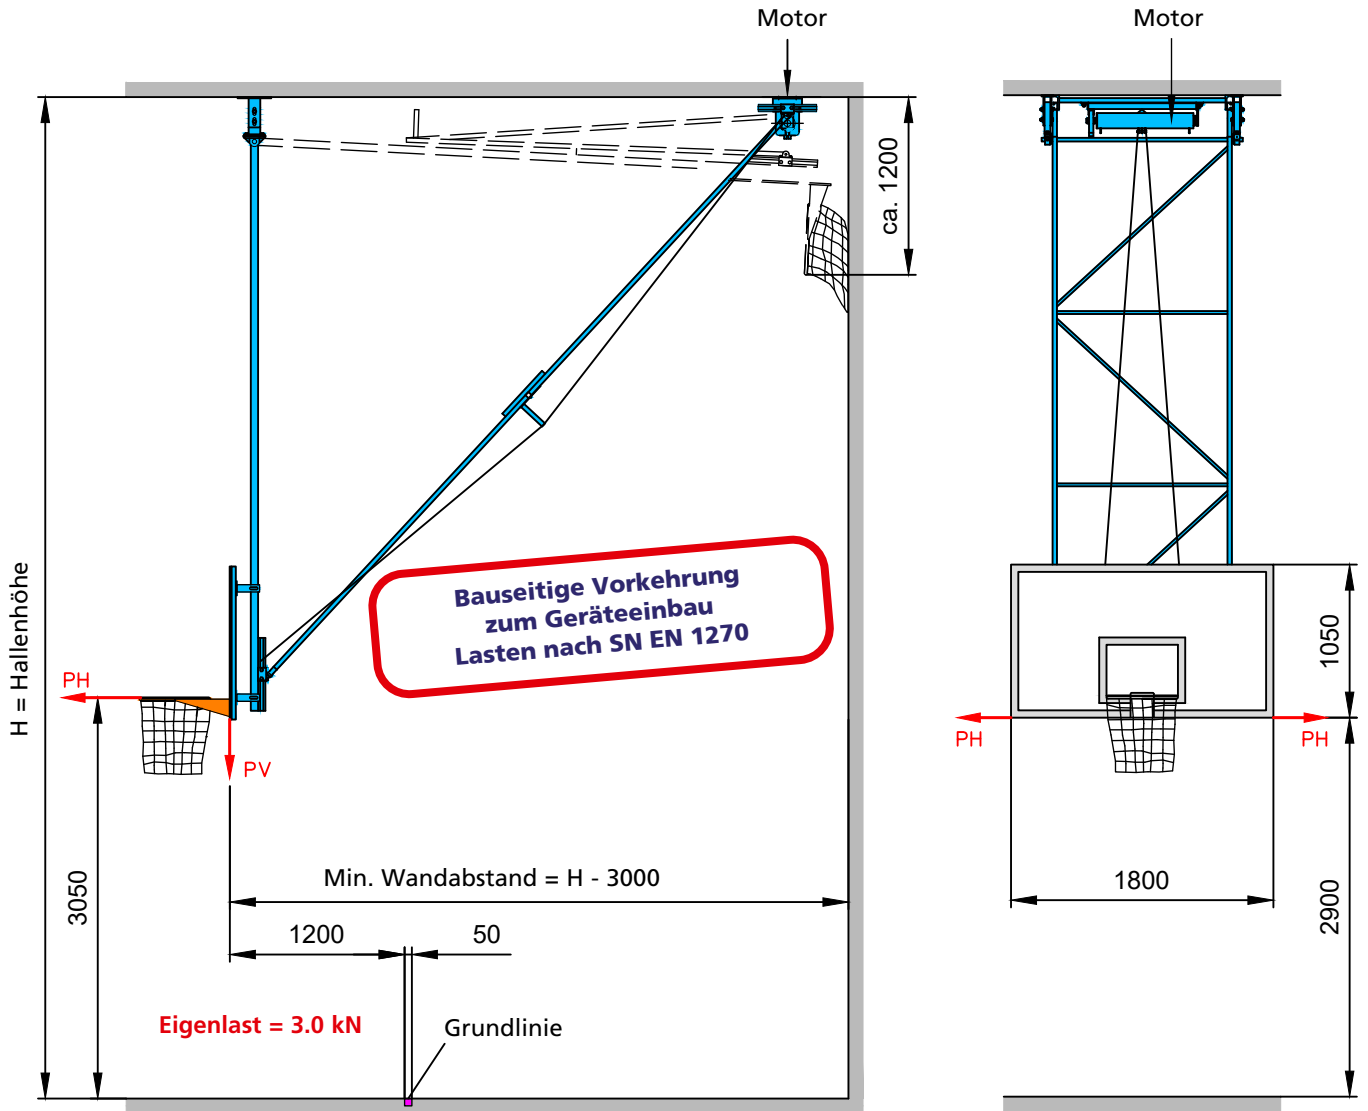 Motor
Motor
ca. 1200
H = Hallenhöhe
Bauseitige Vorkehrung
zum Geräteeinbau
Lasten nach SN EN 1270
PH
PV
1050
PH
PH
Min. Wandabstand = H - 3000
1800
3050
2900
1200
50
Eigenlast = 3.0 kN
Grundlinie